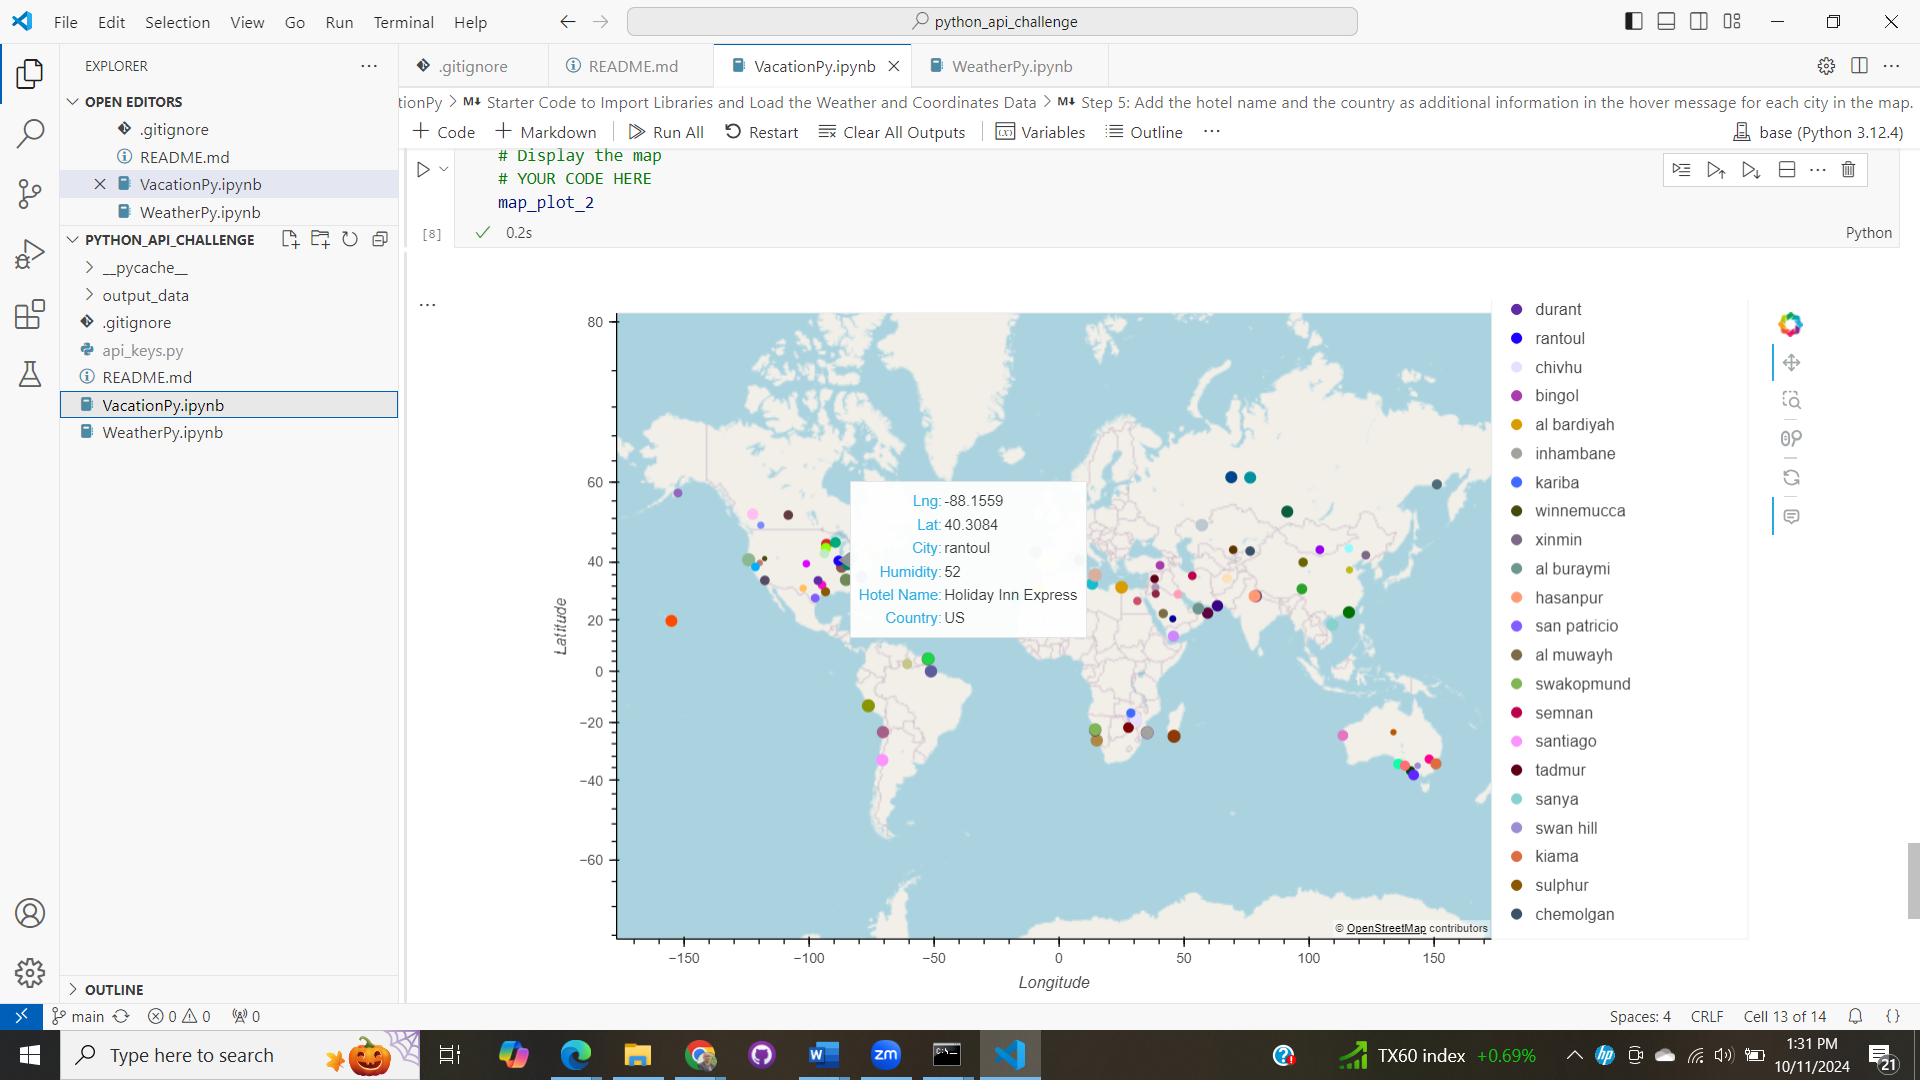 File Edit Selection View Go Run Terminal Help
python_api_challenge
EXPLORER
OPEN EDITORS
.gitignore
README.md
VacationPy.ipynb
WeatherPy.ipynb
PYTHON_API_CHALLENGE
__pycache__
output_data
.gitignore
api_keys.py
README.md
VacationPy.ipynb
WeatherPy.ipynb
OUTLINE
.gitignore README.md VacationPy.ipynb WeatherPy.ipynb
tionPy > M↓ Starter Code to Import Libraries and Load the Weather and Coordinates Data > M↓ Step 5: Add the hotel name and the country as additional information in the hover message for each city in the map.
+ Code + Markdown Run All Restart Clear All Outputs Variables Outline ... base (Python 3.12.4)
# Display the map
# YOUR CODE HERE
map_plot_2
[8] 0.2s Python
80
60
40
20
0
−20
−40
−60
Latitude
−150 −100 −50 0 50 100 150
Longitude
Lng: -88.1559
Lat: 40.3084
City: rantoul
Humidity: 52
Hotel Name: Holiday Inn Express
Country: US
© OpenStreetMap contributors
durant
rantoul
chivhu
bingol
al bardiyah
inhambane
kariba
winnemucca
xinmin
al buraymi
hasanpur
san patricio
al muwayh
swakopmund
semnan
santiago
tadmur
sanya
swan hill
kiama
sulphur
chemolgan
main 0 0 0 Spaces: 4 CRLF Cell 13 of 14
Type here to search
TX60 index +0.69%
1:31 PM
10/11/2024
21